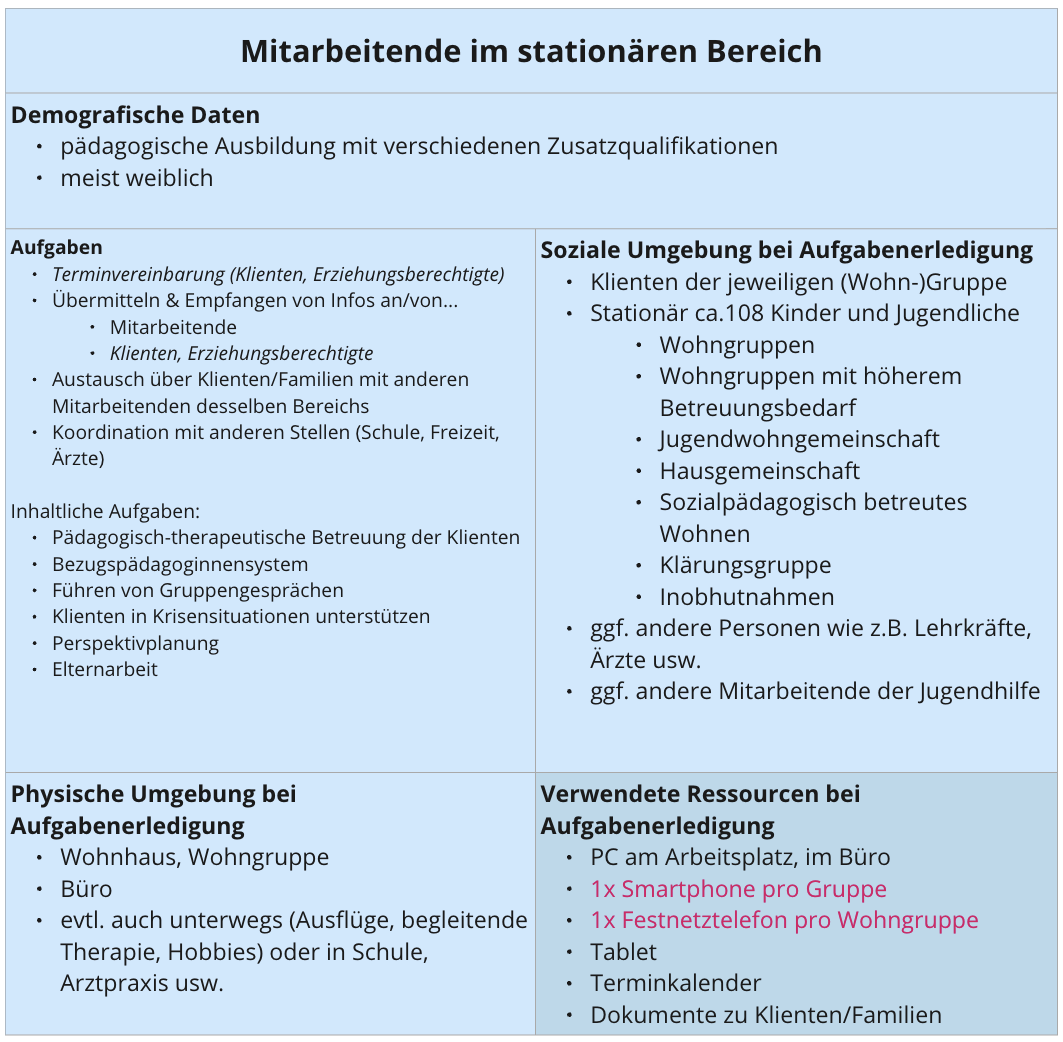 Mitarbeitende im stationären Bereich
Demografische Daten
• pädagogische Ausbildung mit verschiedenen Zusatzqualifikationen
• meist weiblich
Aufgaben
• Terminvereinbarung (Klienten, Erziehungsberechtigte)
• Übermitteln & Empfangen von Infos an/von...
• Mitarbeitende
• Klienten, Erziehungsberechtigte
• Austausch über Klienten/Familien mit anderen
Mitarbeitenden desselben Bereichs
• Koordination mit anderen Stellen (Schule, Freizeit,
Ärzte)
Inhaltliche Aufgaben:
• Pädagogisch-therapeutische Betreuung der Klienten
• Bezugspädagoginnensystem
• Führen von Gruppengesprächen
• Klienten in Krisensituationen unterstützen
• Perspektivplanung
• Elternarbeit
Soziale Umgebung bei Aufgabenerledigung
• Klienten der jeweiligen (Wohn-)Gruppe
• Stationär ca.108 Kinder und Jugendliche
• Wohngruppen
• Wohngruppen mit höherem
Betreuungsbedarf
• Jugendwohngemeinschaft
• Hausgemeinschaft
• Sozialpädagogisch betreutes
Wohnen
• Klärungsgruppe
• Inobhutnahmen
• ggf. andere Personen wie z.B. Lehrkräfte,
Ärzte usw.
• ggf. andere Mitarbeitende der Jugendhilfe
Physische Umgebung bei
Aufgabenerledigung
• Wohnhaus, Wohngruppe
• Büro
• evtl. auch unterwegs (Ausflüge, begleitende
Therapie, Hobbies) oder in Schule,
Arztpraxis usw.
Verwendete Ressourcen bei
Aufgabenerledigung
• PC am Arbeitsplatz, im Büro
• 1x Smartphone pro Gruppe
• 1x Festnetztelefon pro Wohngruppe
• Tablet
• Terminkalender
• Dokumente zu Klienten/Familien